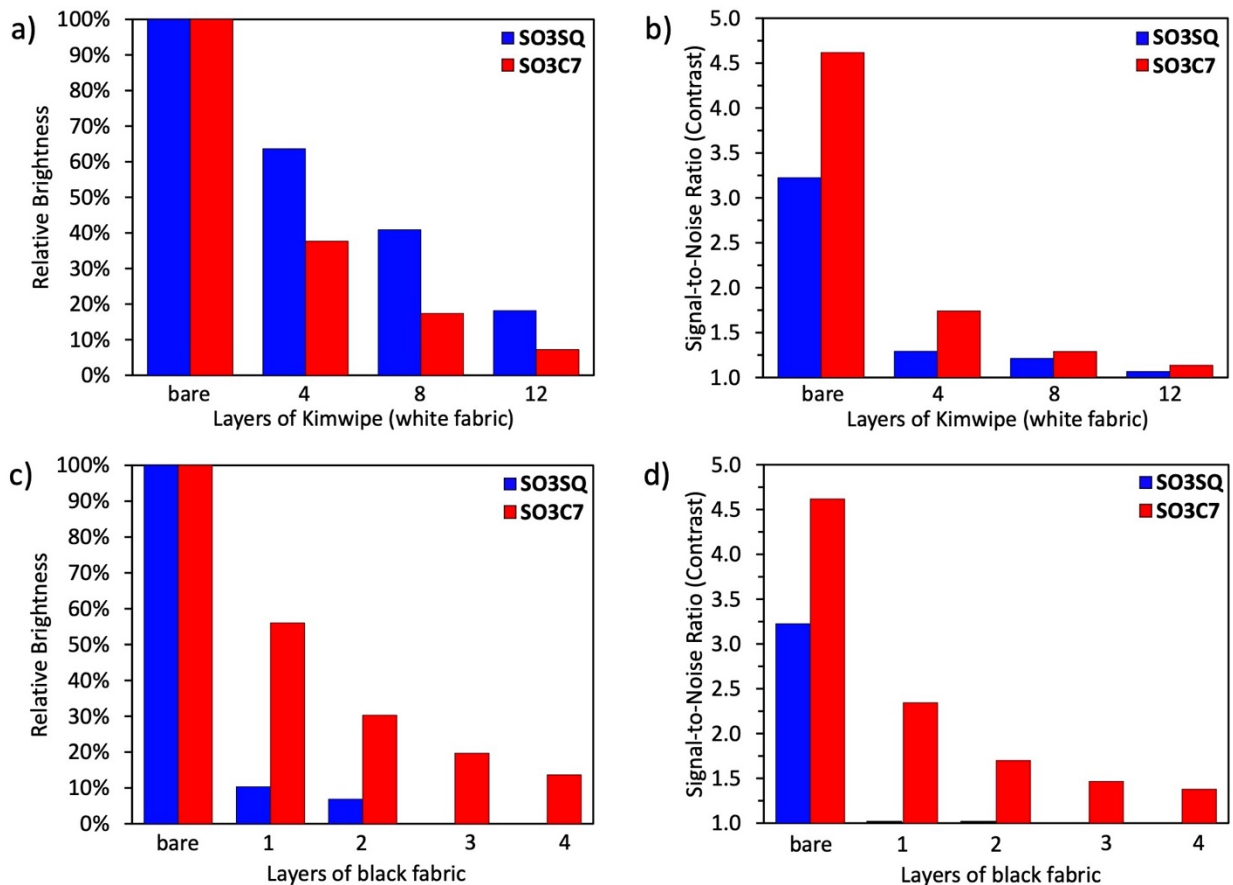 a)
Relative Brightness
100%
90%
80%
70%
60%
50%
40%
30%
20%
10%
0%
SO3SQ
SO3C7
bare 4 8 12
Layers of Kimwipe (white fabric)
b)
Signal-to-Noise Ratio (Contrast)
5.0
4.5
4.0
3.5
3.0
2.5
2.0
1.5
1.0
SO3SQ
SO3C7
bare 4 8 12
Layers of Kimwipe (white fabric)
c)
Relative Brightness
100%
90%
80%
70%
60%
50%
40%
30%
20%
10%
0%
SO3SQ
SO3C7
bare 1 2 3 4
Layers of black fabric
d)
Signal-to-Noise Ratio (Contrast)
5.0
4.5
4.0
3.5
3.0
2.5
2.0
1.5
1.0
SO3SQ
SO3C7
bare 1 2 3 4
Layers of black fabric